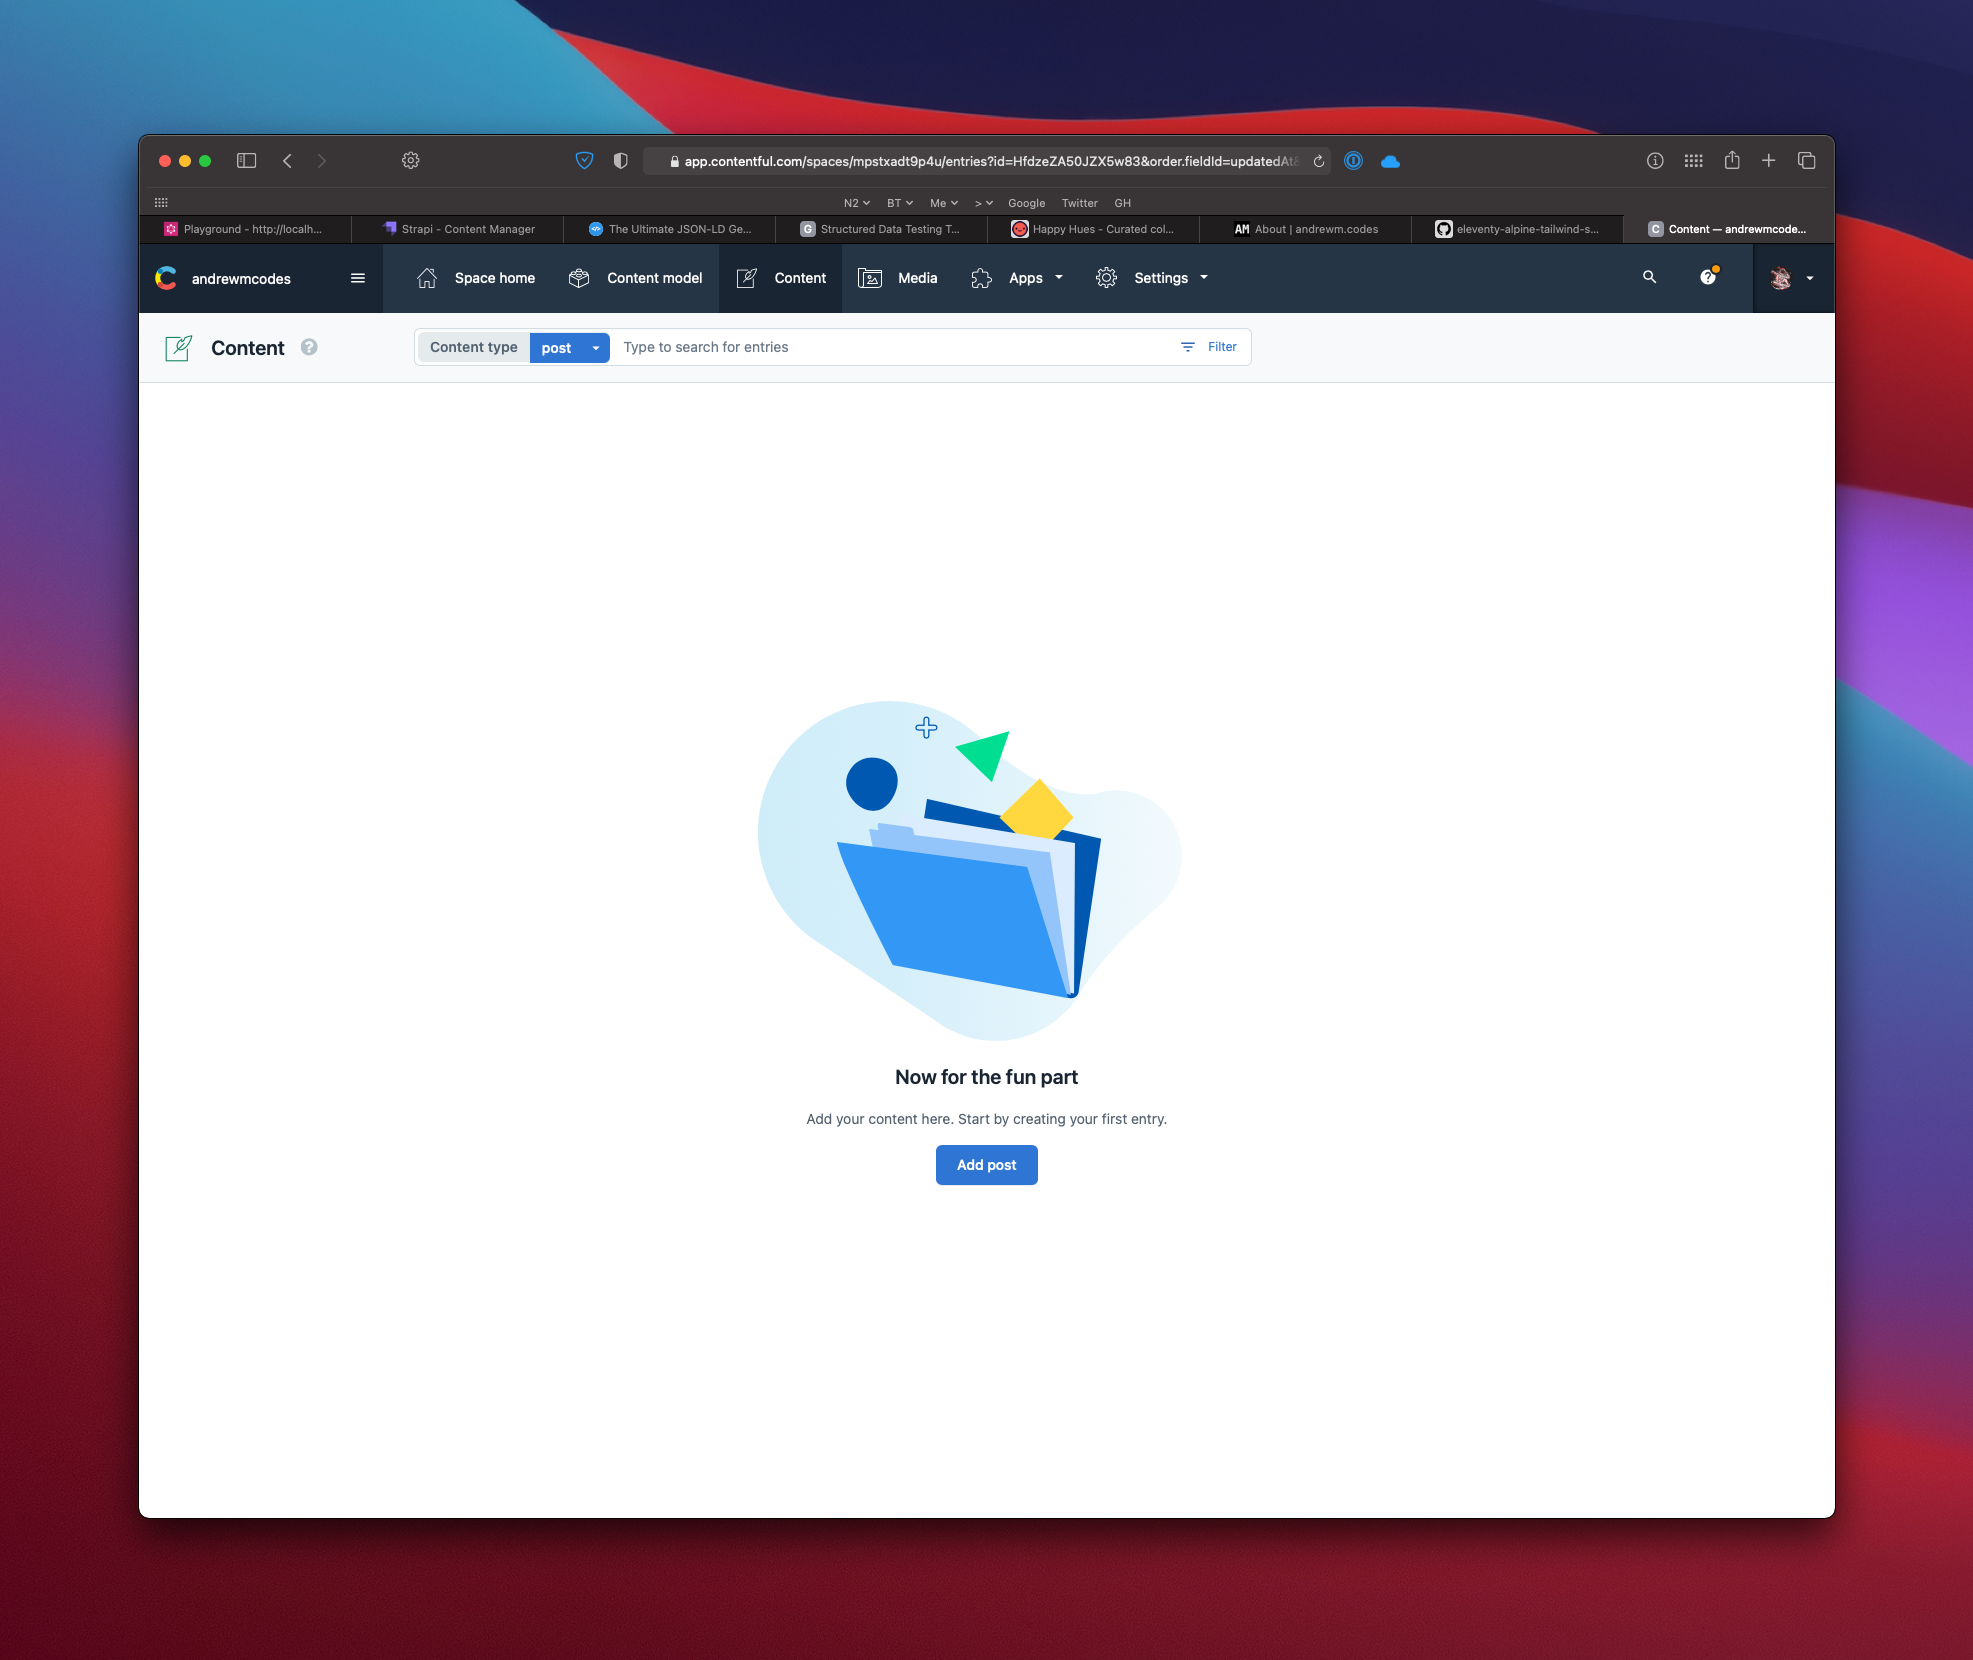 app.contentful.com/spaces/mpstxadt9p4u/entries?id=HfdzeZA50JZX5w83&order.fieldId=updatedAt&
N2 BT Me > Google Twitter GH
Playground - http://localh... Strapi - Content Manager The Ultimate JSON-LD Ge... G Structured Data Testing T... Happy Hues - Curated col... AM About | andrewm.codes eleventy-alpine-tailwind-s... C Content — andrewmcode...
andrewmcodes Space home Content model Content Media Apps Settings ?
Content ? Content type post Type to search for entries Filter
Now for the fun part
Add your content here. Start by creating your first entry.
Add post